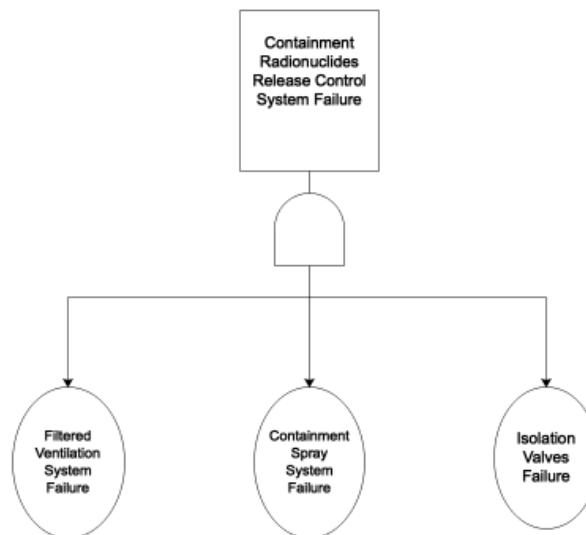 Containment
Radionuclides
Release Control
System Failure
Filtered
Ventilation
System
Failure
Containment
Spray
System
Failure
Isolation
Valves
Failure